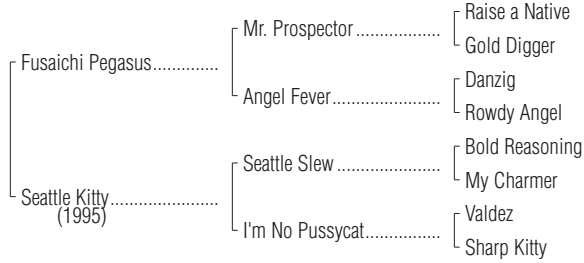 Raise a Native
Mr. Prospector...................
Gold Digger
Fusaichi Pegasus..............
Danzig
Angel Fever.......................
Rowdy Angel
Bold Reasoning
Seattle Slew ......................
My Charmer
Seattle Kitty.......................
(1995)
Valdez
I'm No Pussycat................
Sharp Kitty